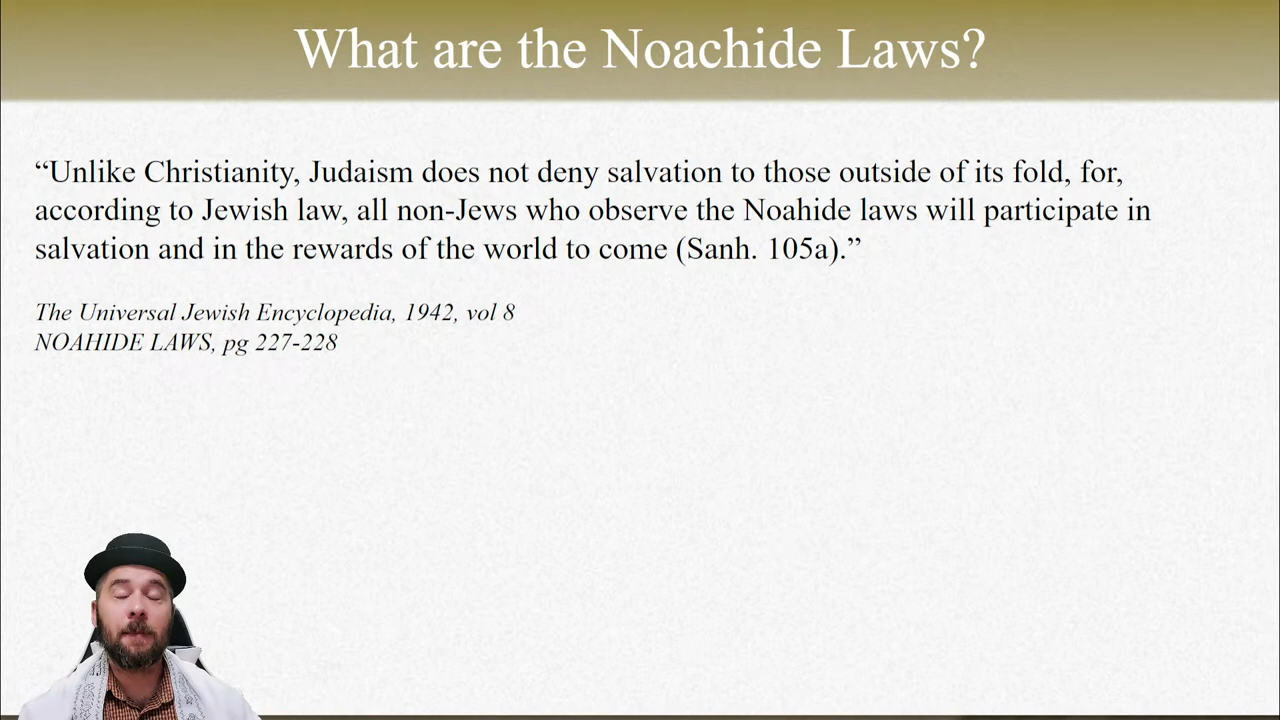 What are the Noachide Laws?
“Unlike Christianity, Judaism does not deny salvation to those outside of its fold, for,
according to Jewish law, all non-Jews who observe the Noahide laws will participate in
salvation and in the rewards of the world to come (Sanh. 105a).”
The Universal Jewish Encyclopedia, 1942, vol 8
NOAHIDE LAWS, pg 227-228